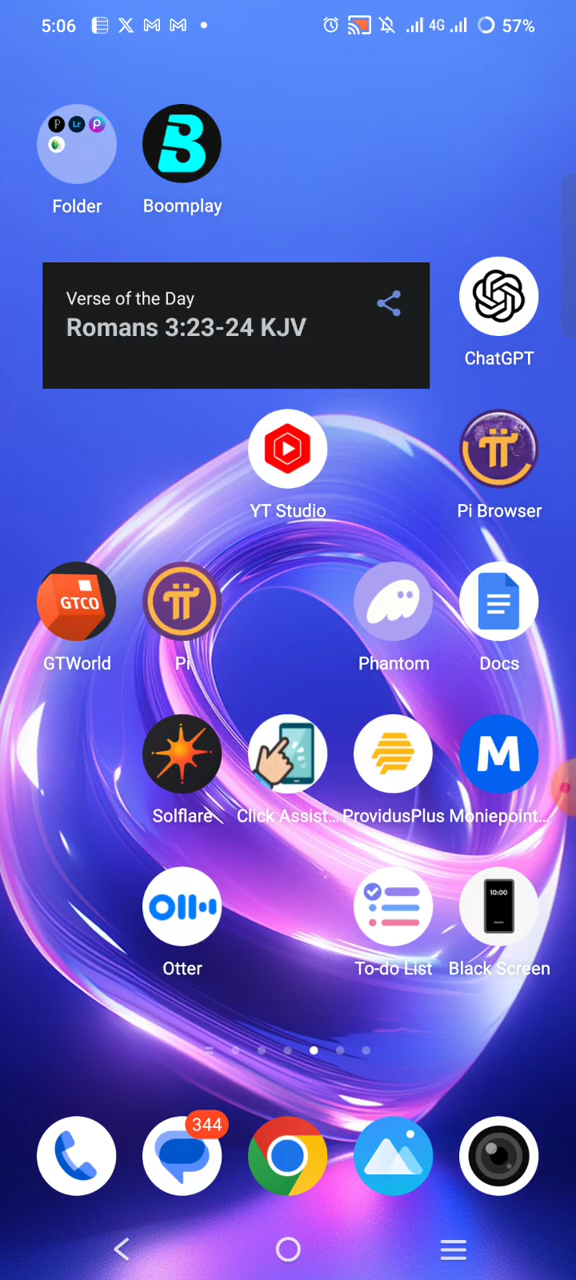 5:06 4G 57%
Folder Boomplay
Verse of the Day
Romans 3:23-24 KJV
ChatGPT
YT Studio Pi Browser
GTCO
GTWorld Pi Phantom Docs
Solflare Click Assist... ProvidusPlus Moniepoint...
10:00
Otter To-do List Black Screen
344